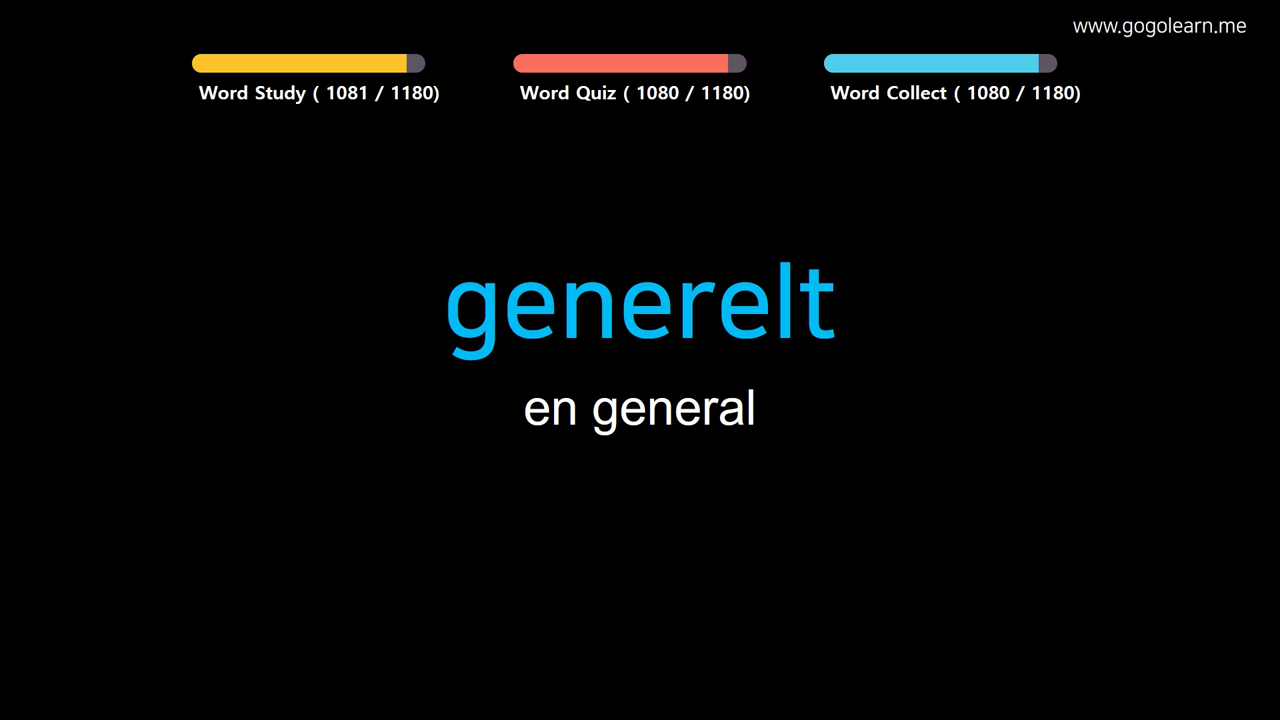 www.gogolearn.me
Word Study ( 1081 / 1180)
Word Quiz ( 1080 / 1180)
Word Collect ( 1080 / 1180)
generelt
en general